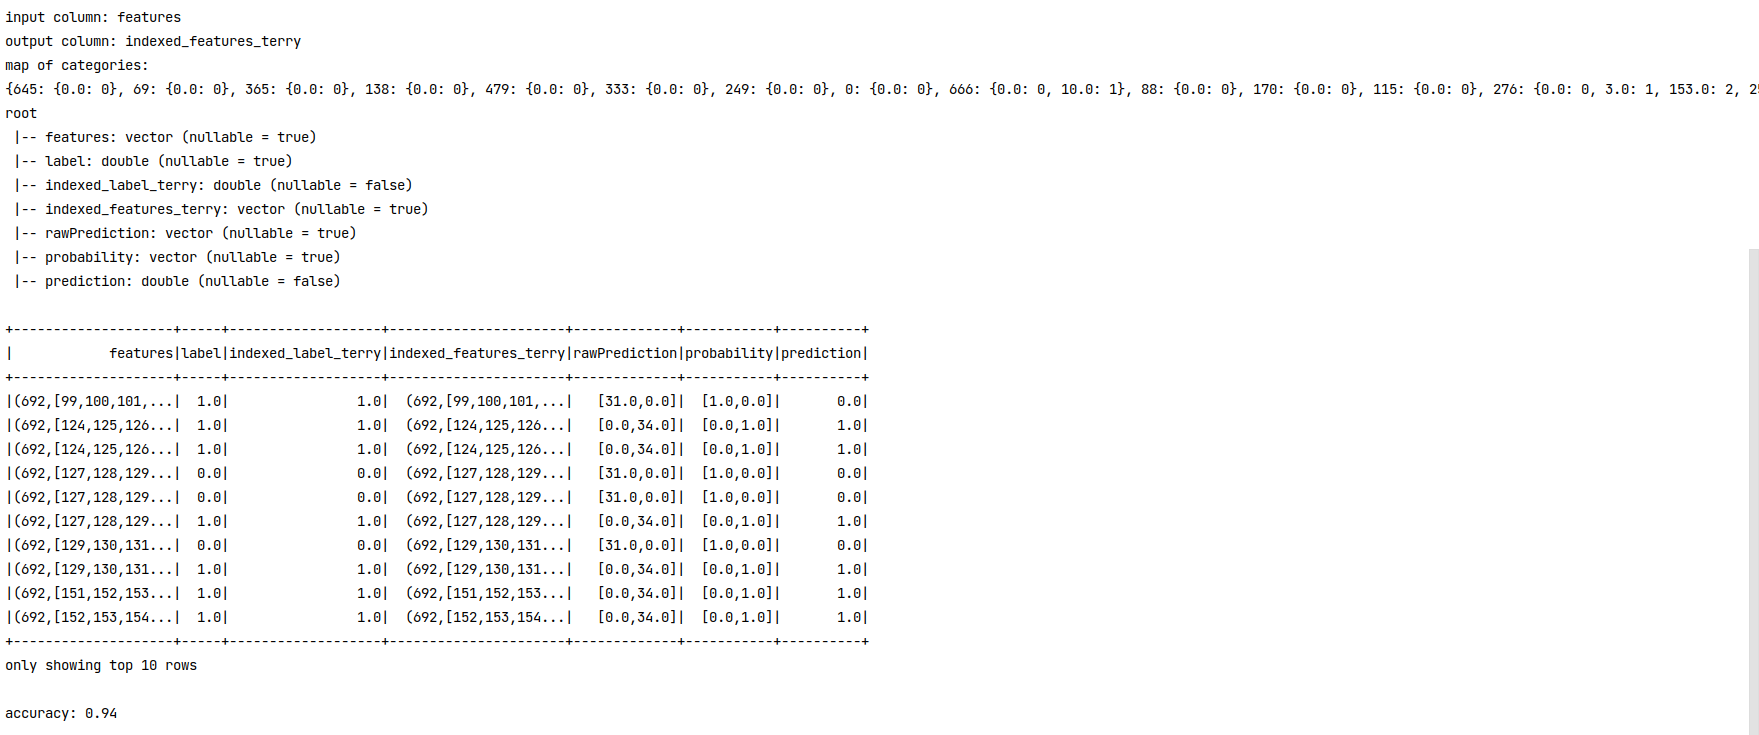 input column: features
output column: indexed_features_terry
map of categories:
{645: {0.0: 0}, 69: {0.0: 0}, 365: {0.0: 0}, 138: {0.0: 0}, 479: {0.0: 0}, 333: {0.0: 0}, 249: {0.0: 0}, 0: {0.0: 0}, 666: {0.0: 0, 10.0: 1}, 88: {0.0: 0}, 170: {0.0: 0}, 115: {0.0: 0}, 276: {0.0: 0, 3.0: 1, 153.0: 2,
root
 |-- features: vector (nullable = true)
 |-- label: double (nullable = true)
 |-- indexed_label_terry: double (nullable = false)
 |-- indexed_features_terry: vector (nullable = true)
 |-- rawPrediction: vector (nullable = true)
 |-- probability: vector (nullable = true)
 |-- prediction: double (nullable = false)

+--------------------+-----+-------------------+----------------------+-------------+-----------+----------+
|            features|label|indexed_label_terry|indexed_features_terry|rawPrediction|probability|prediction|
+--------------------+-----+-------------------+----------------------+-------------+-----------+----------+
|(692,[99,100,101,...|  1.0|                1.0|  (692,[99,100,101,...|   [31.0,0.0]|  [1.0,0.0]|       0.0|
|(692,[124,125,126...|  1.0|                1.0|  (692,[124,125,126...|   [0.0,34.0]|  [0.0,1.0]|       1.0|
|(692,[124,125,126...|  1.0|                1.0|  (692,[124,125,126...|   [0.0,34.0]|  [0.0,1.0]|       1.0|
|(692,[127,128,129...|  0.0|                0.0|  (692,[127,128,129...|   [31.0,0.0]|  [1.0,0.0]|       0.0|
|(692,[127,128,129...|  0.0|                0.0|  (692,[127,128,129...|   [31.0,0.0]|  [1.0,0.0]|       0.0|
|(692,[127,128,129...|  1.0|                1.0|  (692,[127,128,129...|   [0.0,34.0]|  [0.0,1.0]|       1.0|
|(692,[129,130,131...|  0.0|                0.0|  (692,[129,130,131...|   [31.0,0.0]|  [1.0,0.0]|       0.0|
|(692,[129,130,131...|  1.0|                1.0|  (692,[129,130,131...|   [0.0,34.0]|  [0.0,1.0]|       1.0|
|(692,[151,152,153...|  1.0|                1.0|  (692,[151,152,153...|   [0.0,34.0]|  [0.0,1.0]|       1.0|
|(692,[152,153,154...|  1.0|                1.0|  (692,[152,153,154...|   [0.0,34.0]|  [0.0,1.0]|       1.0|
+--------------------+-----+-------------------+----------------------+-------------+-----------+----------+
only showing top 10 rows

accuracy: 0.94